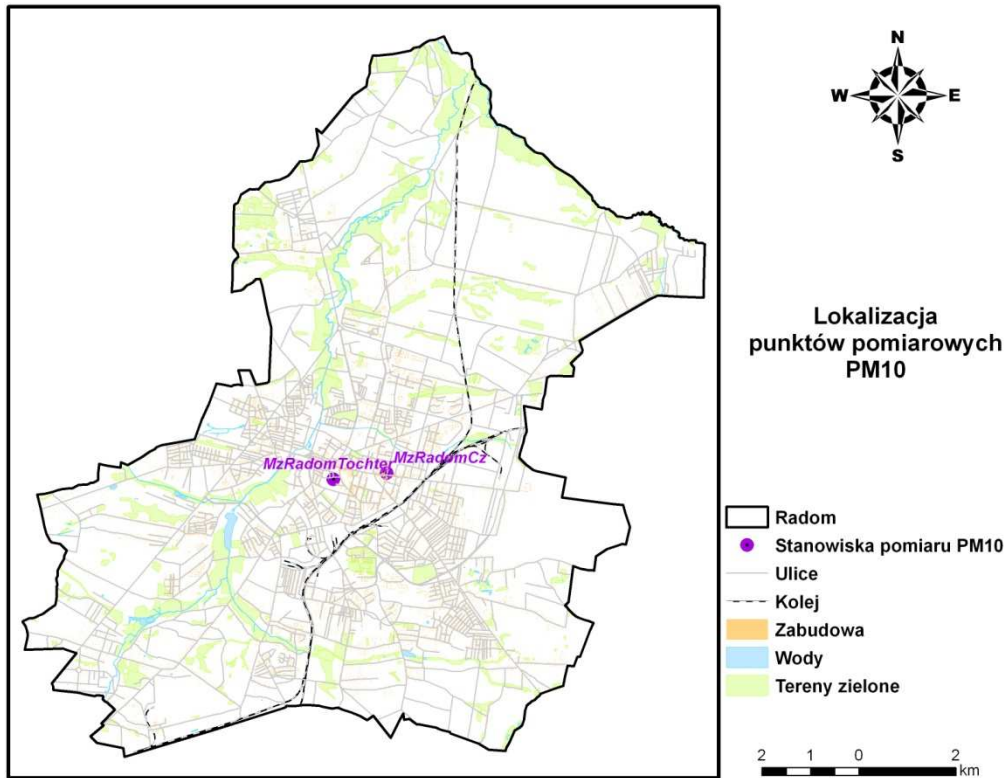 N
W E
S
Lokalizacja
punktów pomiarowych
PM10
MzRadomTochter
MzRadomCz
Radom
Stanowiska pomiaru PM10
Ulice
Kolej
Zabudowa
Wody
Tereny zielone
2 1 0 2
km